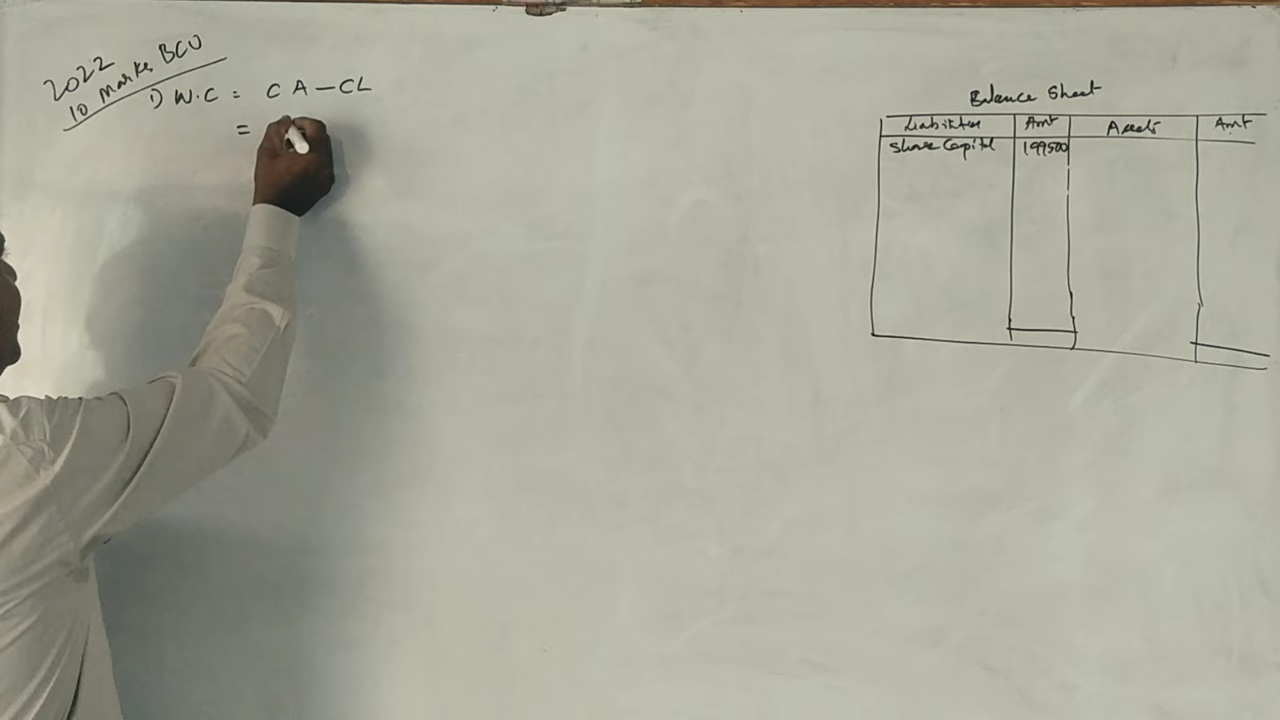 2022
10 Marks BCU
1) W.C = CA - CL
=
Balance Sheet
Liabilities Amt Assets Amt
Share Capital 199500